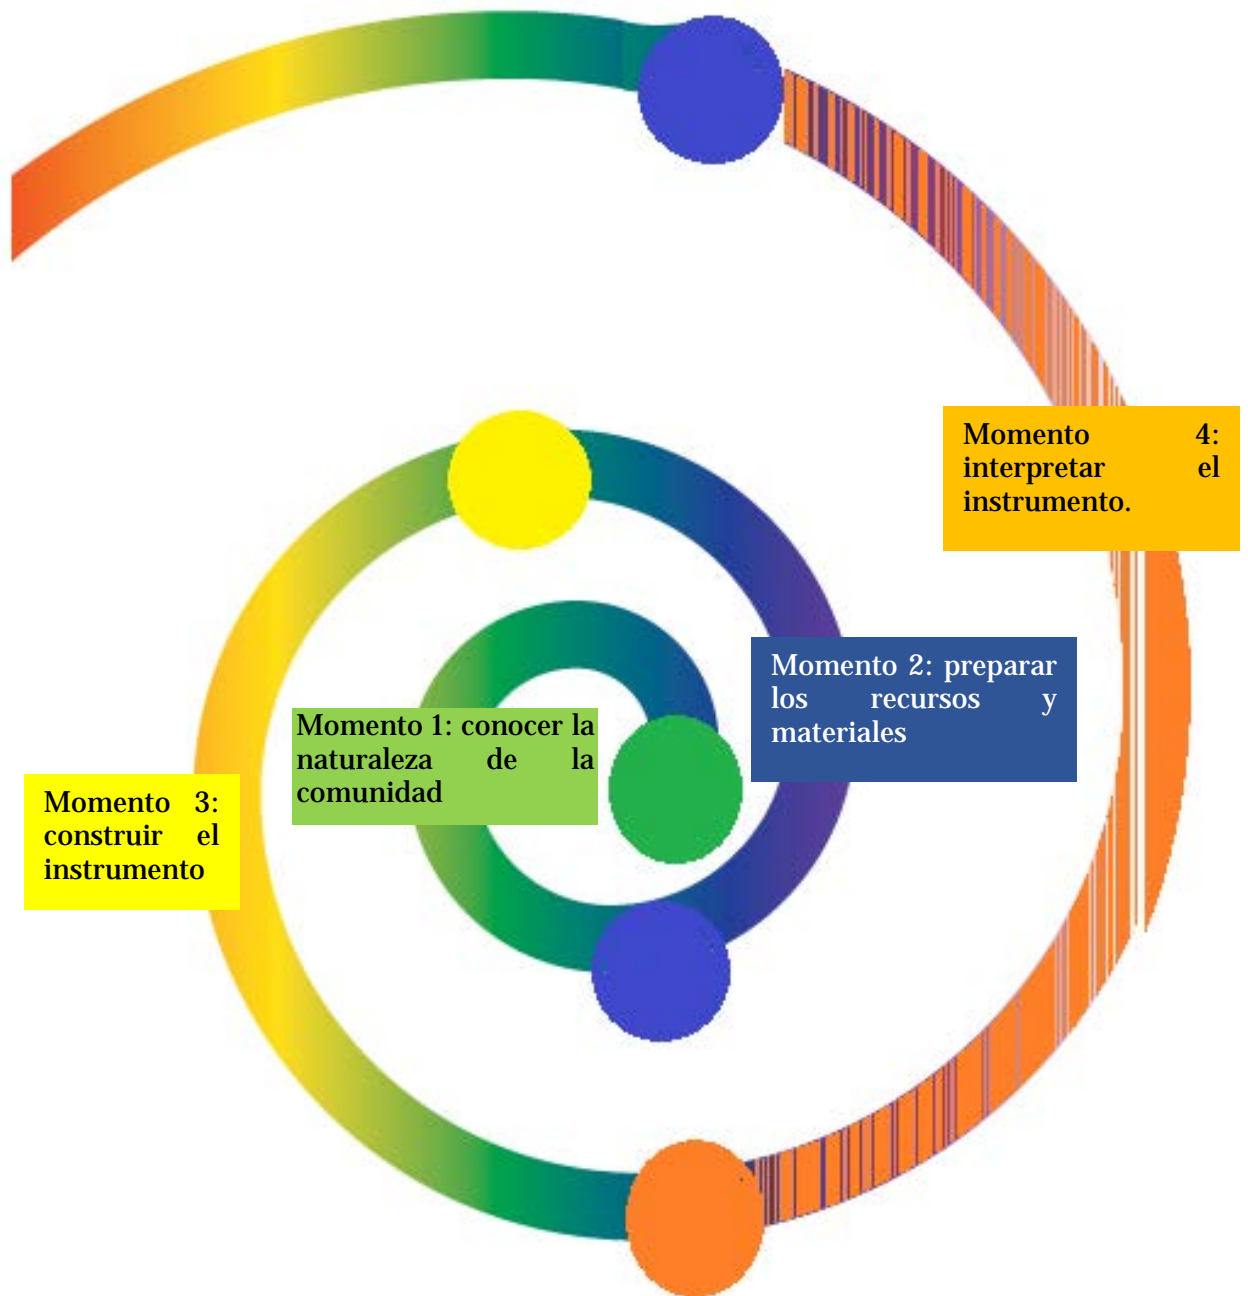 Momento 1: conocer la
naturaleza de la
comunidad
Momento 2: preparar
los recursos y
materiales
Momento 3:
construir el
instrumento
Momento 4:
interpretar el
instrumento.